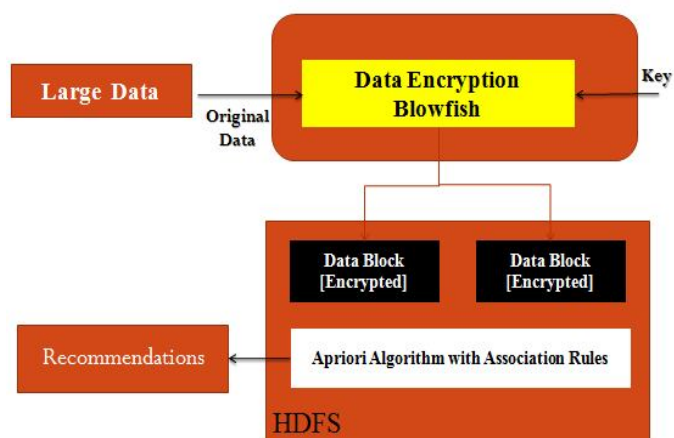 Large Data
Original
Data
Data Encryption
Blowfish
Key
Data Block
[Encrypted]
Data Block
[Encrypted]
Apriori Algorithm with Association Rules
Recommendations
HDFS